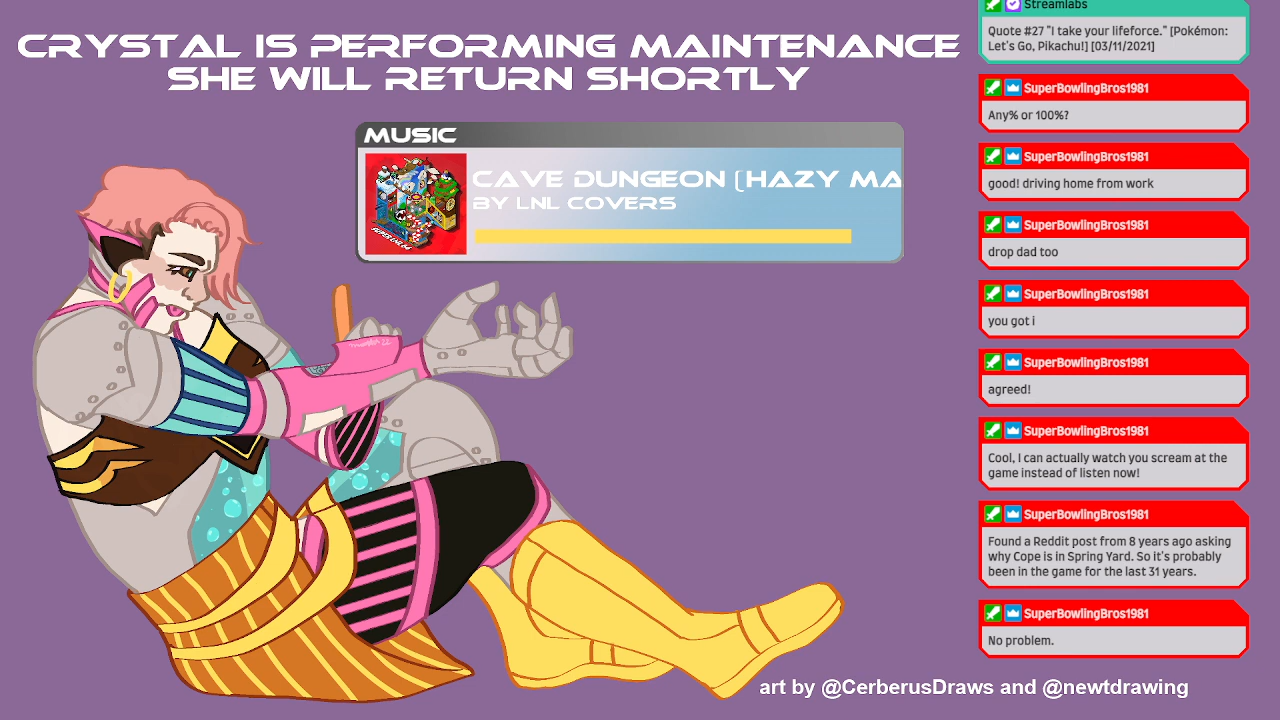 CRYSTAL IS PERFORMING MAINTENANCE
SHE WILL RETURN SHORTLY
MUSIC
CAVE DUNGEON (HAZY MA
BY LNL COVERS
Streamlabs
Quote #27 "I take your lifeforce." [Pokémon:
Let's Go, Pikachu!] [03/11/2021]
SuperBowlingBros1981
Any% or 100%?
SuperBowlingBros1981
good! driving home from work
SuperBowlingBros1981
drop dad too
SuperBowlingBros1981
you got i
SuperBowlingBros1981
agreed!
SuperBowlingBros1981
Cool, I can actually watch you scream at the
game instead of listen now!
SuperBowlingBros1981
Found a Reddit post from 8 years ago asking
why Cope is in Spring Yard. So it's probably
been in the game for the last 31 years.
SuperBowlingBros1981
No problem.
art by @CerberusDraws and @newtdrawing